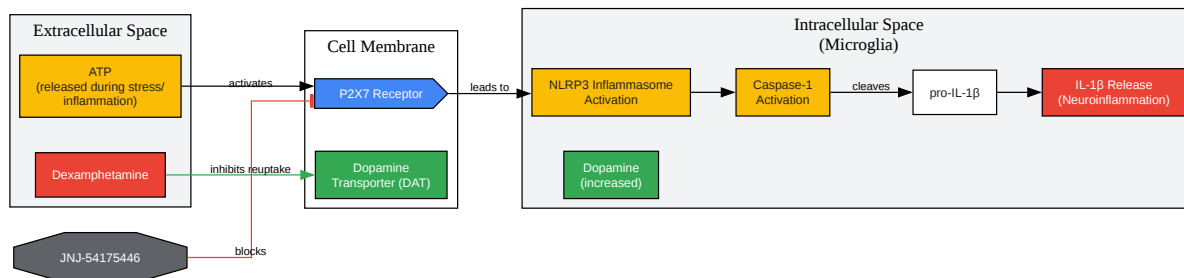 Extracellular Space
ATP
(released during stress/
inflammation)
Dexamphetamine
JNJ-54175446
activates
inhibits reuptake
blocks
Cell Membrane
P2X7 Receptor
Dopamine
Transporter (DAT)
leads to
Intracellular Space
(Microglia)
NLRP3 Inflammasome
Activation
Caspase-1
Activation
cleaves
pro-IL-1β
IL-1β Release
(Neuroinflammation)
Dopamine
(increased)